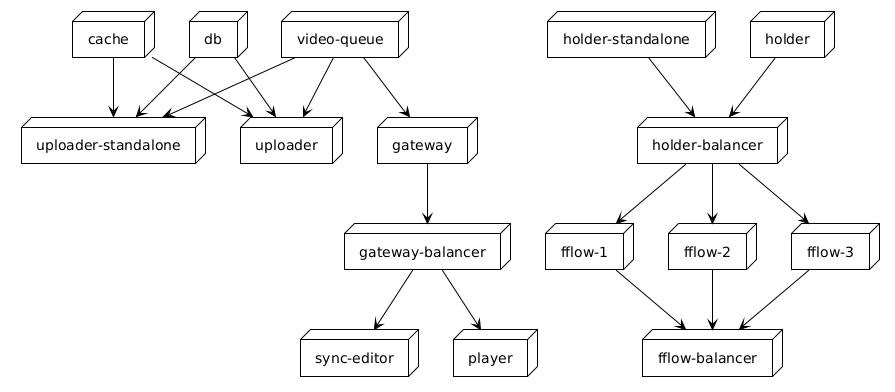 cache
db
video-queue
holder-standalone
holder
uploader-standalone
uploader
gateway
holder-balancer
gateway-balancer
fflow-1
fflow-2
fflow-3
sync-editor
player
fflow-balancer